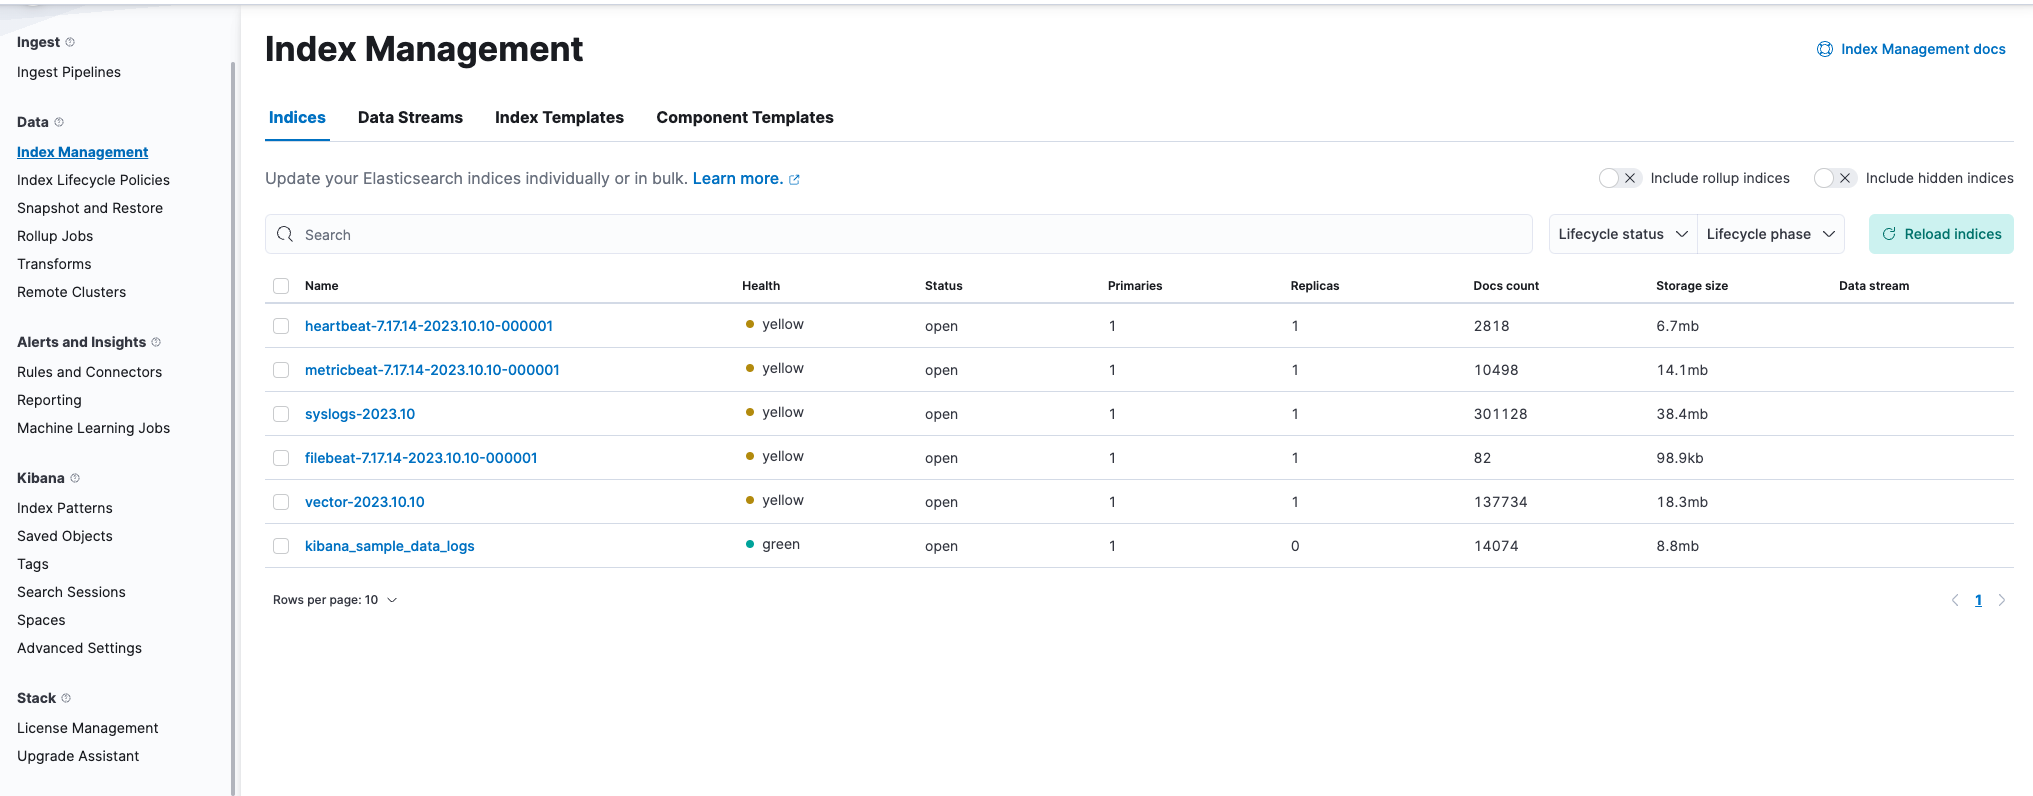 Ingest
Ingest Pipelines
Data
Index Management
Index Lifecycle Policies
Snapshot and Restore
Rollup Jobs
Transforms
Remote Clusters
Alerts and Insights
Rules and Connectors
Reporting
Machine Learning Jobs
Kibana
Index Patterns
Saved Objects
Tags
Search Sessions
Spaces
Advanced Settings
Stack
License Management
Upgrade Assistant
Index Management
Index Management docs
Indices Data Streams Index Templates Component Templates
Update your Elasticsearch indices individually or in bulk. Learn more.
Include rollup indices Include hidden indices
Search Lifecycle status Lifecycle phase Reload indices
Name Health Status Primaries Replicas Docs count Storage size Data stream
heartbeat-7.17.14-2023.10.10-000001 yellow open 1 1 2818 6.7mb
metricbeat-7.17.14-2023.10.10-000001 yellow open 1 1 10498 14.1mb
syslogs-2023.10 yellow open 1 1 301128 38.4mb
filebeat-7.17.14-2023.10.10-000001 yellow open 1 1 82 98.9kb
vector-2023.10.10 yellow open 1 1 137734 18.3mb
kibana_sample_data_logs green open 1 0 14074 8.8mb
Rows per page: 10
1